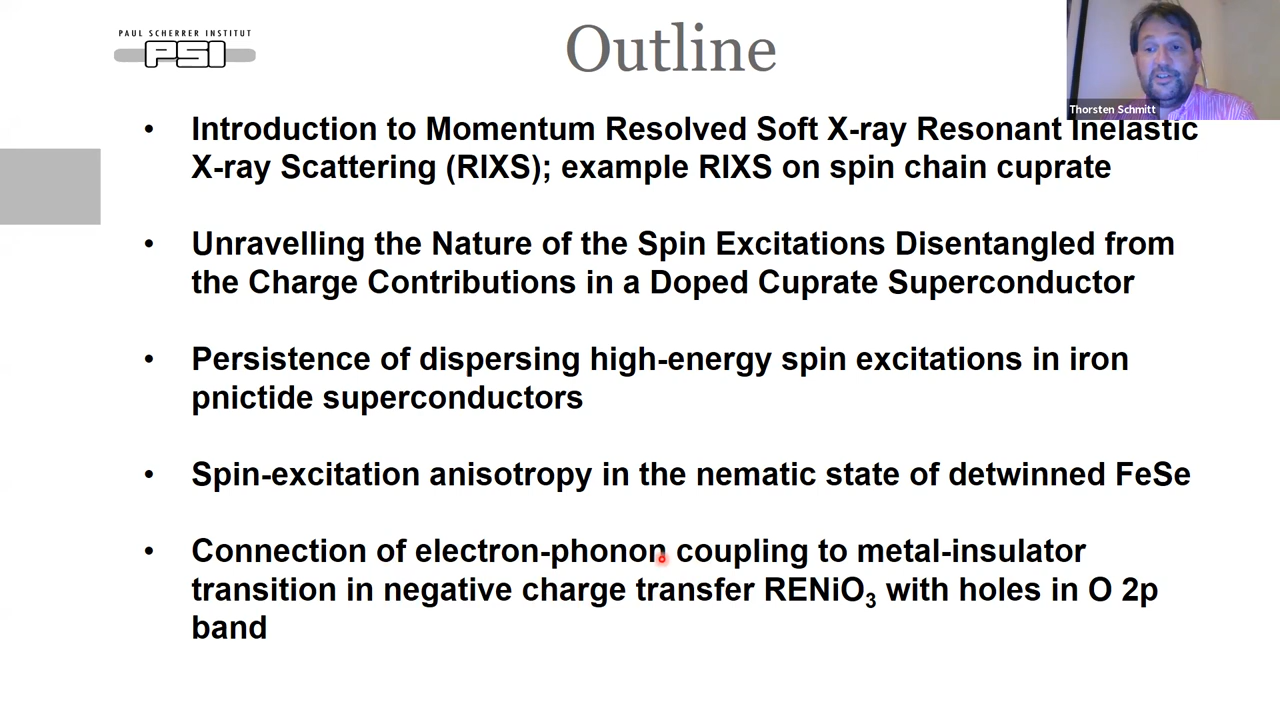 PAUL SCHERRER INSTITUT
PSI
Outline
Thorsten Schmitt
• Introduction to Momentum Resolved Soft X-ray Resonant Inelastic
X-ray Scattering (RIXS); example RIXS on spin chain cuprate
• Unravelling the Nature of the Spin Excitations Disentangled from
the Charge Contributions in a Doped Cuprate Superconductor
• Persistence of dispersing high-energy spin excitations in iron
pnictide superconductors
• Spin-excitation anisotropy in the nematic state of detwinned FeSe
• Connection of electron-phonon coupling to metal-insulator
transition in negative charge transfer RENiO₃ with holes in O 2p
band